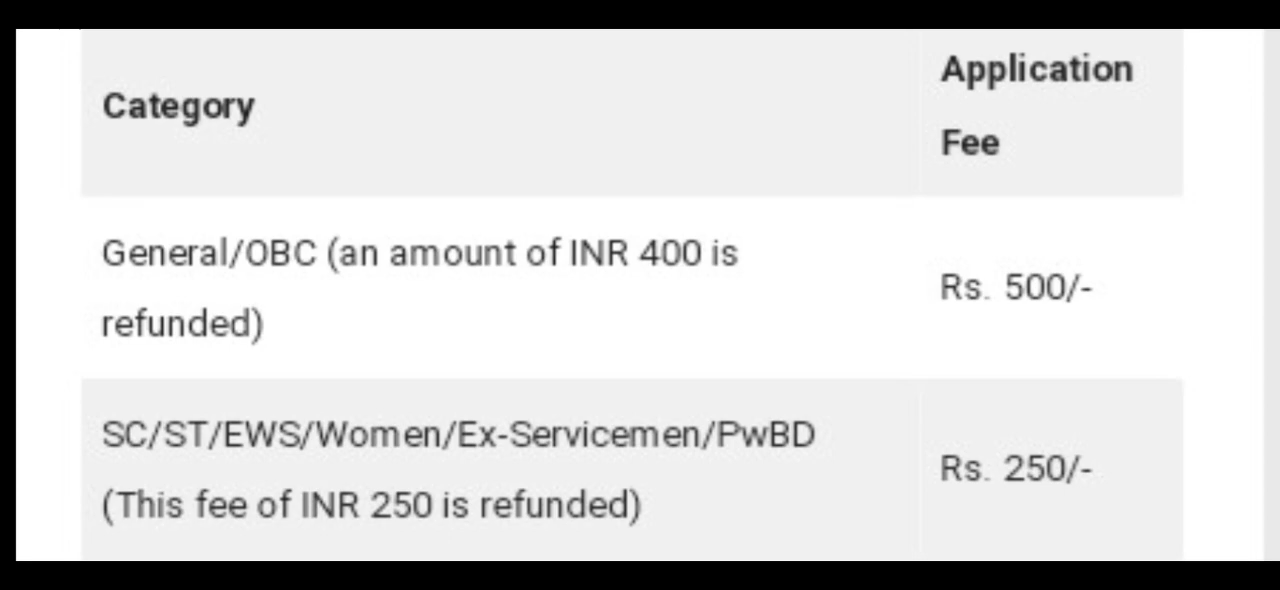 Category
Application
Fee
General/OBC (an amount of INR 400 is
refunded)
Rs. 500/-
SC/ST/EWS/Women/Ex-Servicemen/PwBD
(This fee of INR 250 is refunded)
Rs. 250/-